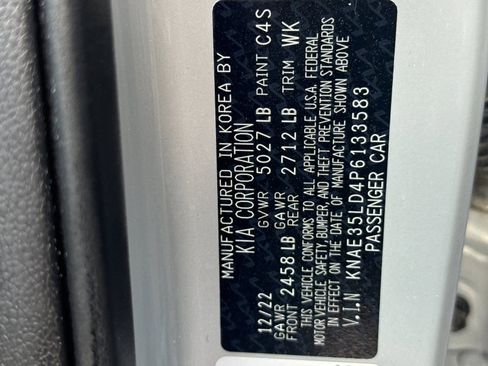 MANUFACTURED IN KOREA BY
KIA CORPORATION
12/22 GVWR 5027 LB PAINT C4S
GAWR FRONT 2458 LB GAWR REAR 2712 LB TRIM WK
THIS VEHICLE CONFORMS TO ALL APPLICABLE U.S.A. FEDERAL
MOTOR VEHICLE SAFETY, BUMPER, AND THEFT PREVENTION STANDARDS
IN EFFECT ON THE DATE OF MANUFACTURE SHOWN ABOVE
V.I.N KNAE35LD4P6133583
PASSENGER CAR